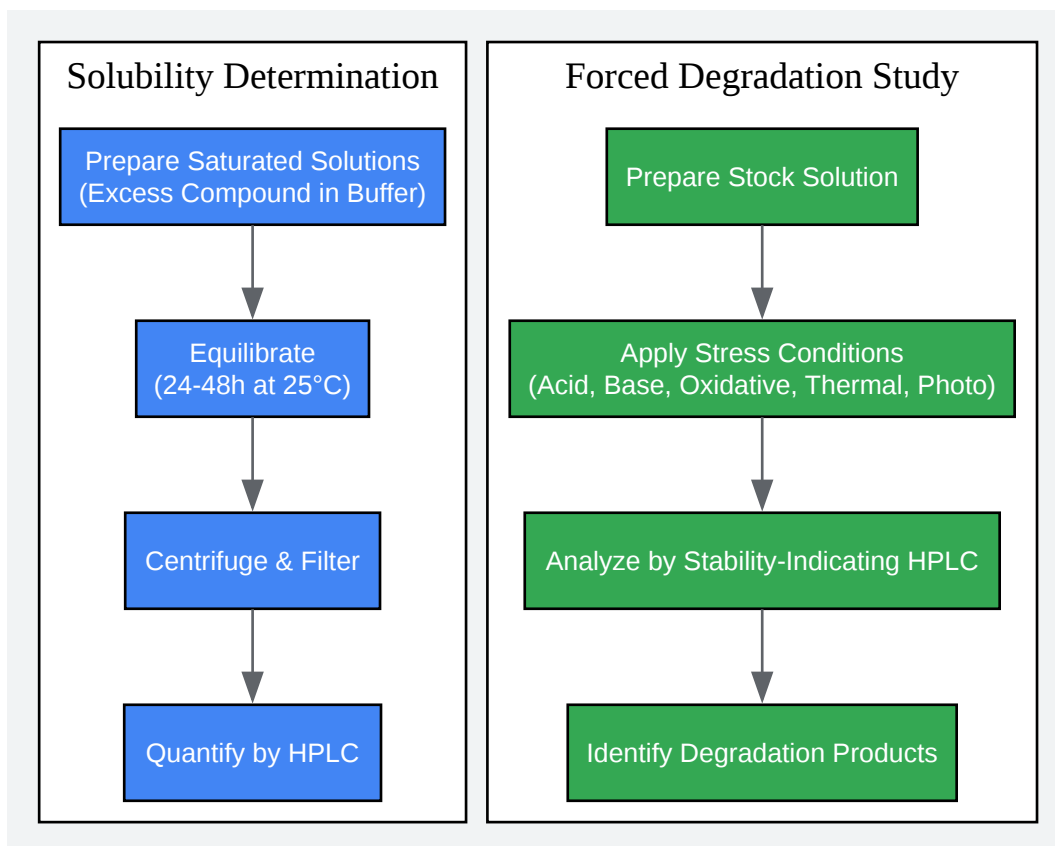 Solubility Determination
Prepare Saturated Solutions
(Excess Compound in Buffer)
Equilibrate
(24-48h at 25°C)
Centrifuge & Filter
Quantify by HPLC
Forced Degradation Study
Prepare Stock Solution
Apply Stress Conditions
(Acid, Base, Oxidative, Thermal, Photo)
Analyze by Stability-Indicating HPLC
Identify Degradation Products